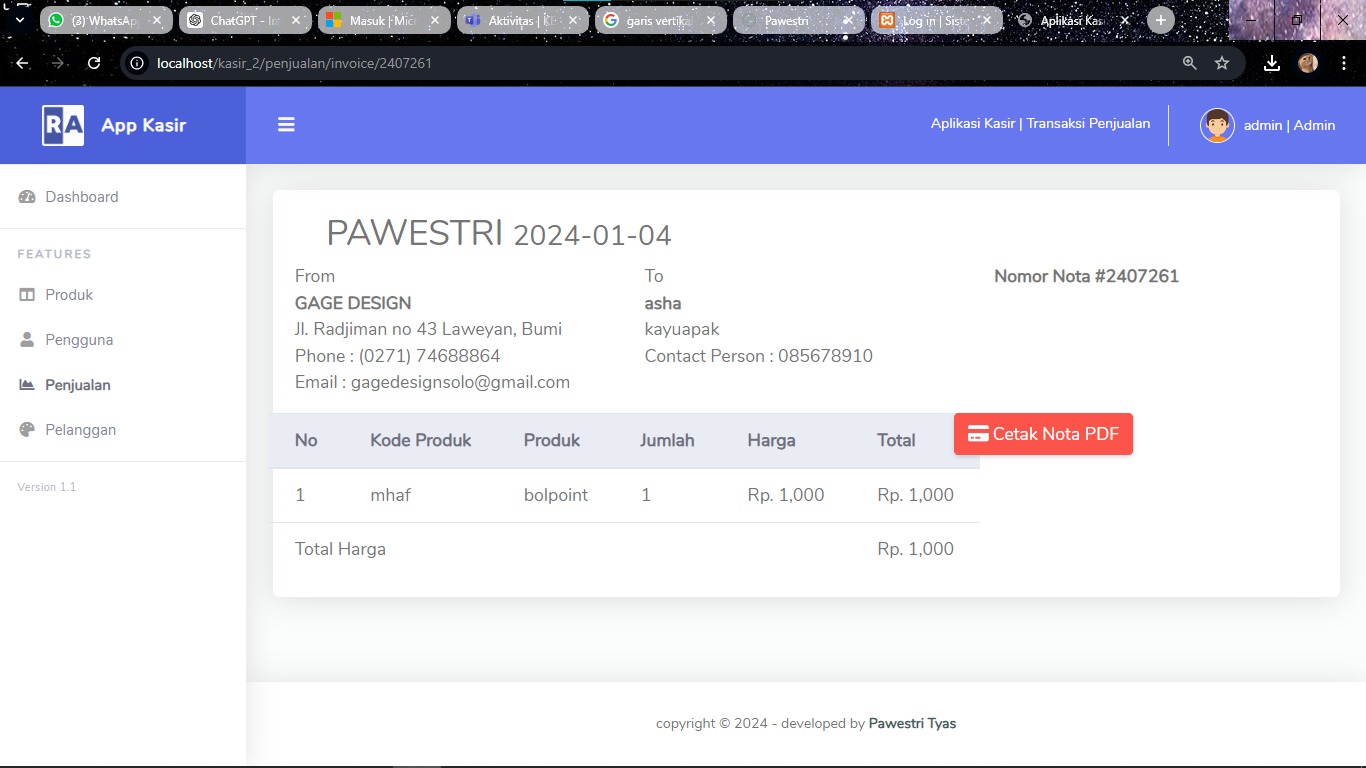 (3) WhatsAp
ChatGPT - In
Masuk | Micr
Aktivitas | KE
garis vertika
Pawestri
Log in | Siste
Aplikasi Kas
localhost/kasir_2/penjualan/invoice/2407261
RA App Kasir
Aplikasi Kasir | Transaksi Penjualan
admin | Admin
Dashboard
FEATURES
Produk
Pengguna
Penjualan
Pelanggan
Version 1.1
PAWESTRI 2024-01-04
From
GAGE DESIGN
Jl. Radjiman no 43 Laweyan, Bumi
Phone : (0271) 74688864
Email : gagedesignsolo@gmail.com
To
asha
kayuapak
Contact Person : 085678910
Nomor Nota #2407261
No Kode Produk Produk Jumlah Harga Total
Cetak Nota PDF
1 mhaf bolpoint 1 Rp. 1,000 Rp. 1,000
Total Harga Rp. 1,000
copyright © 2024 - developed by Pawestri Tyas